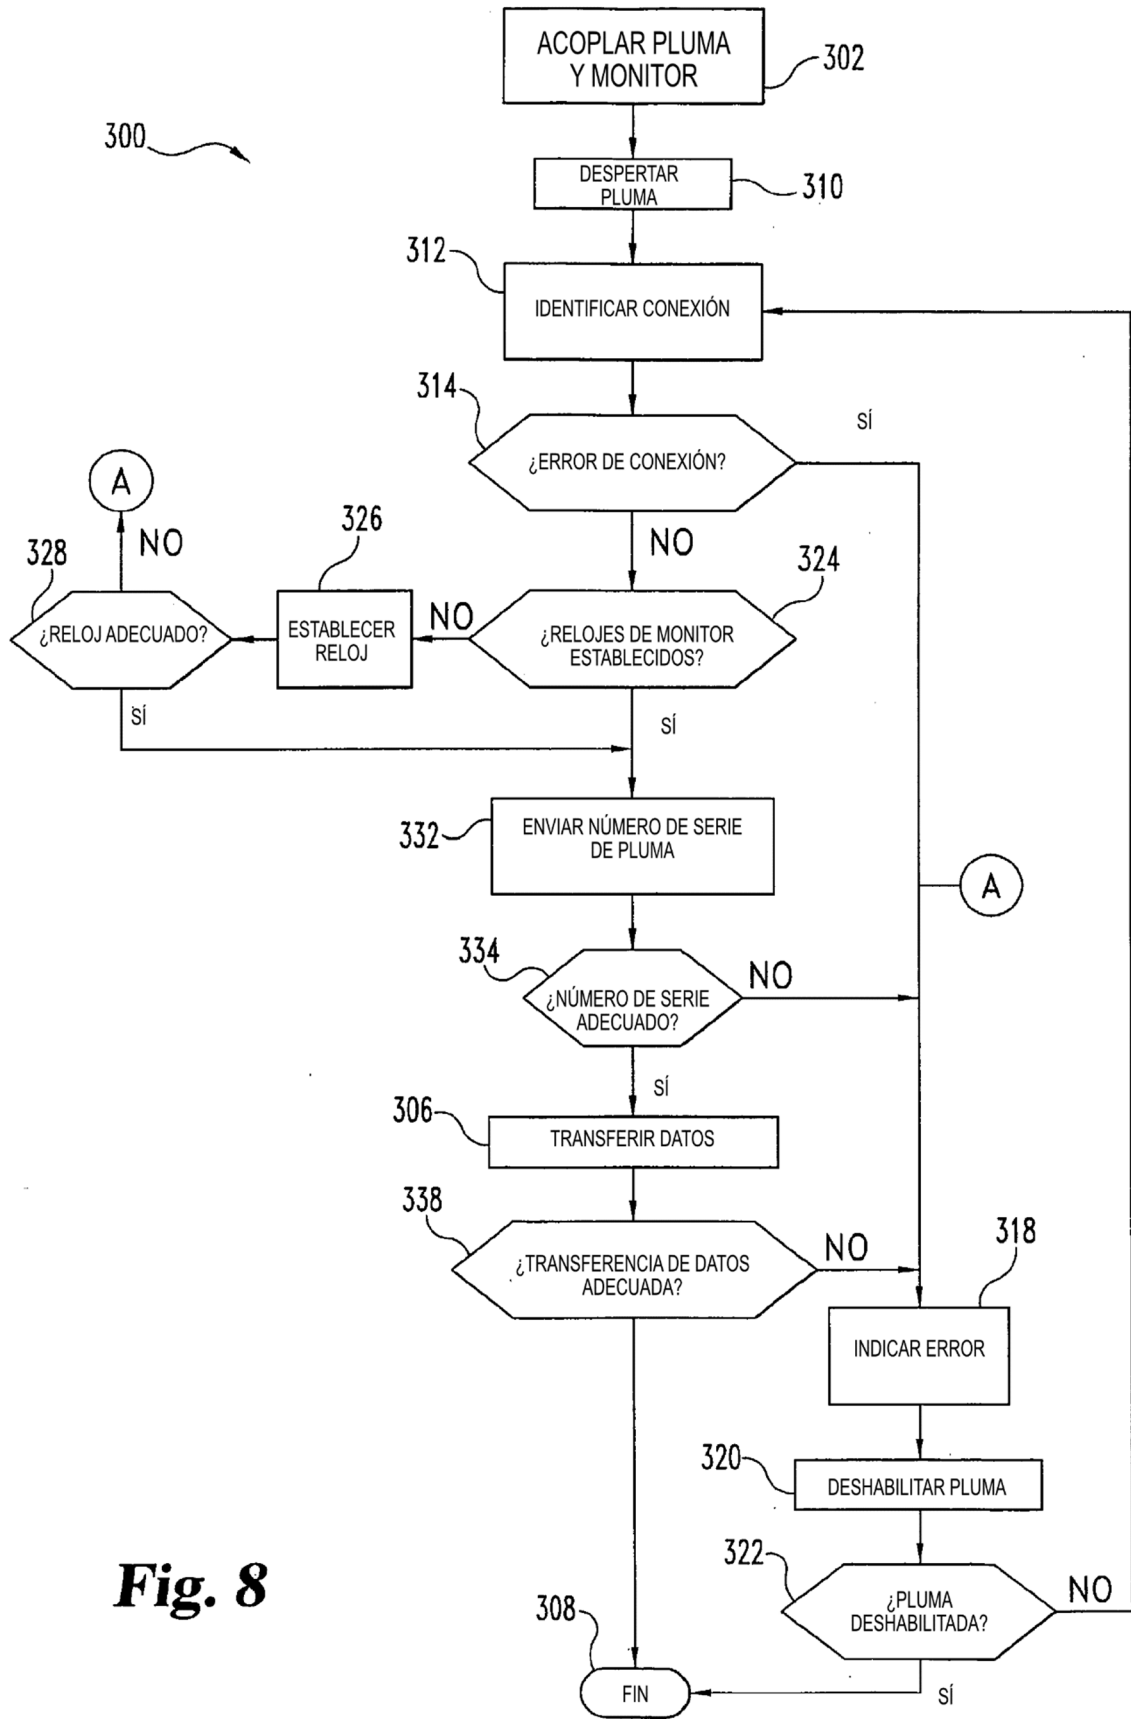 ACOPLAR PLUMA
Y MONITOR
302
300
DESPERTAR
PLUMA
310
312
IDENTIFICAR CONEXIÓN
314
SÍ
¿ERROR DE CONEXIÓN?
A
NO
326
NO
324
328
¿RELOJ ADECUADO?
ESTABLECER
RELOJ
NO
¿RELOJES DE MONITOR
ESTABLECIDOS?
SÍ
SÍ
332
ENVIAR NÚMERO DE SERIE
DE PLUMA
A
334
NO
¿NÚMERO DE SERIE
ADECUADO?
SÍ
306
TRANSFERIR DATOS
338
¿TRANSFERENCIA DE DATOS
ADECUADA?
NO
318
INDICAR ERROR
320
DESHABILITAR PLUMA
322
¿PLUMA
DESHABILITADA?
NO
Fig. 8
308
FIN
SÍ